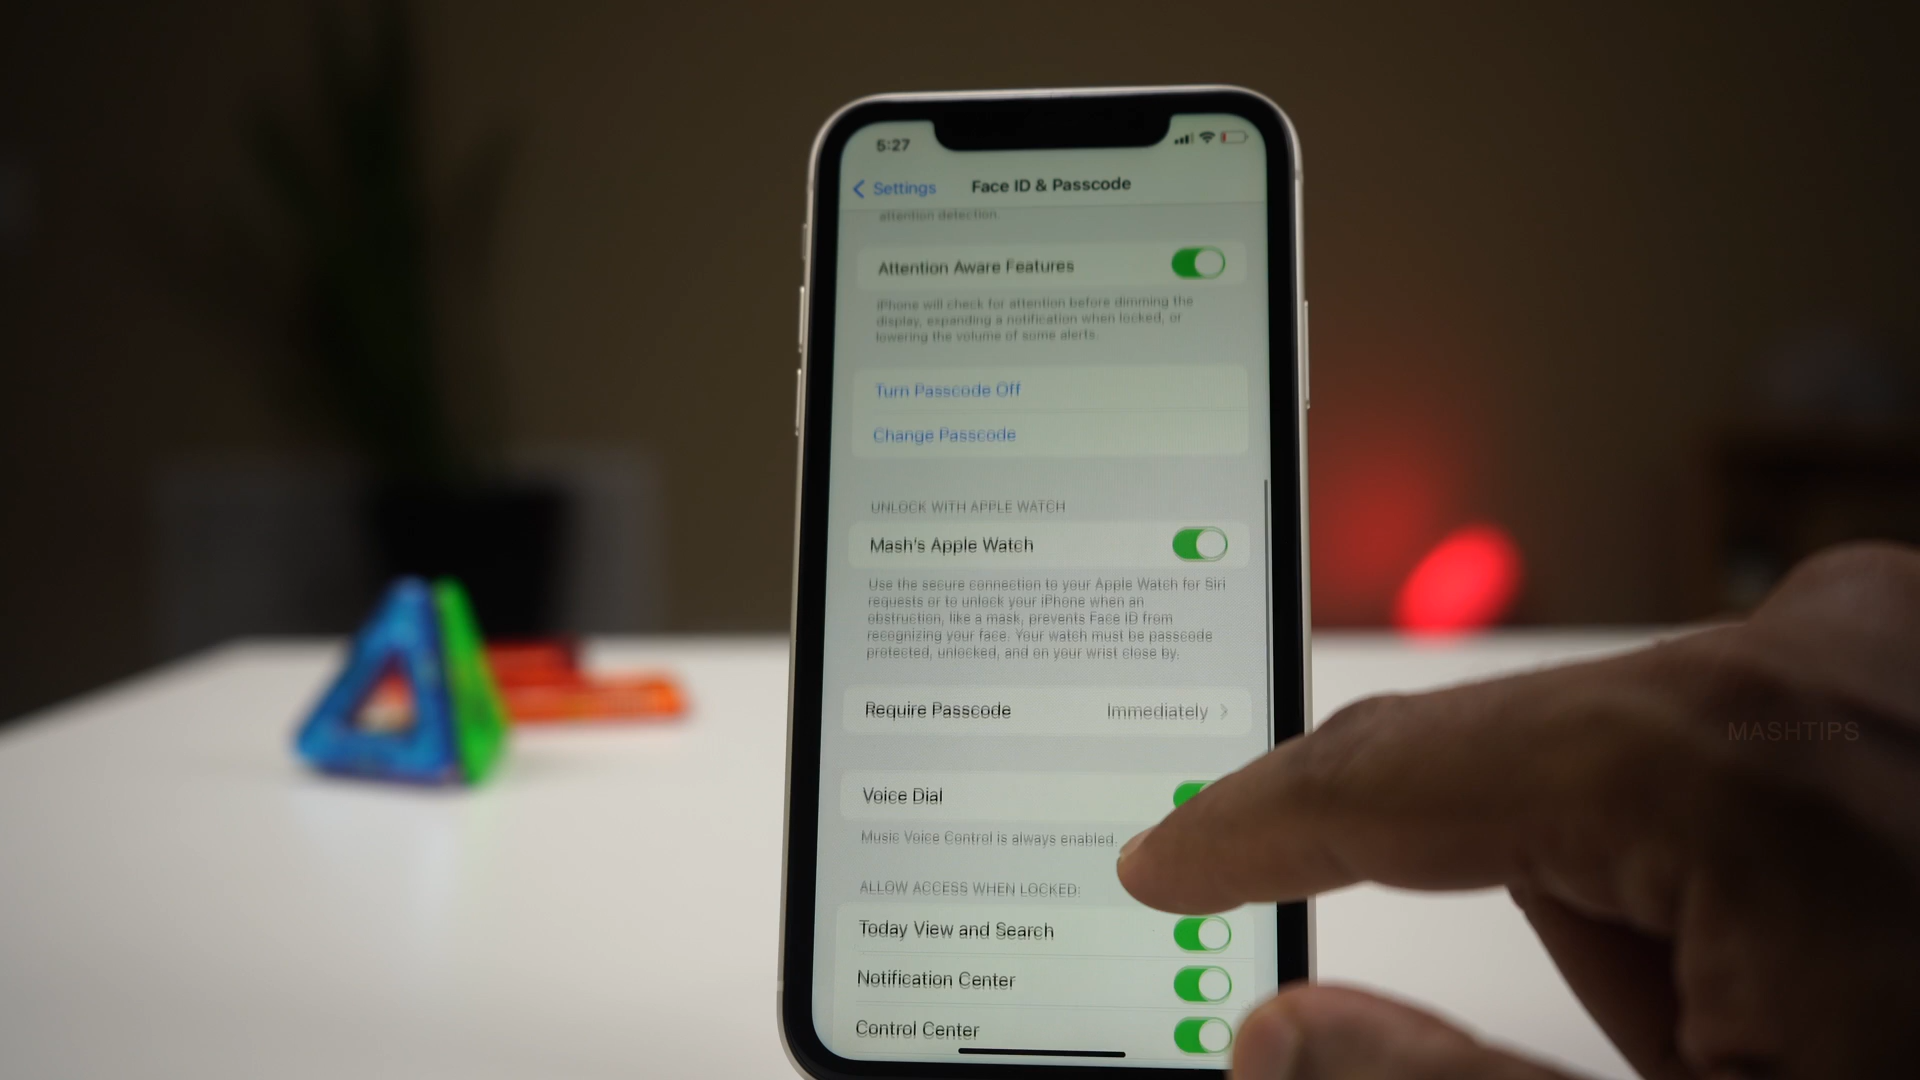 5:27
Settings
Face ID & Passcode
attention detection.
Attention Aware Features
iPhone will check for attention before dimming the
display, expanding a notification when locked, or
lowering the volume of some alerts.
Turn Passcode Off
Change Passcode
UNLOCK WITH APPLE WATCH
Mash's Apple Watch
Use the secure connection to your Apple Watch for Siri
requests or to unlock your iPhone when an
obstruction, like a mask, prevents Face ID from
recognizing your face. Your watch must be passcode
protected, unlocked, and on your wrist close by.
Require Passcode Immediately
MASHTIPS
Voice Dial
Music Voice Control is always enabled.
ALLOW ACCESS WHEN LOCKED:
Today View and Search
Notification Center
Control Center